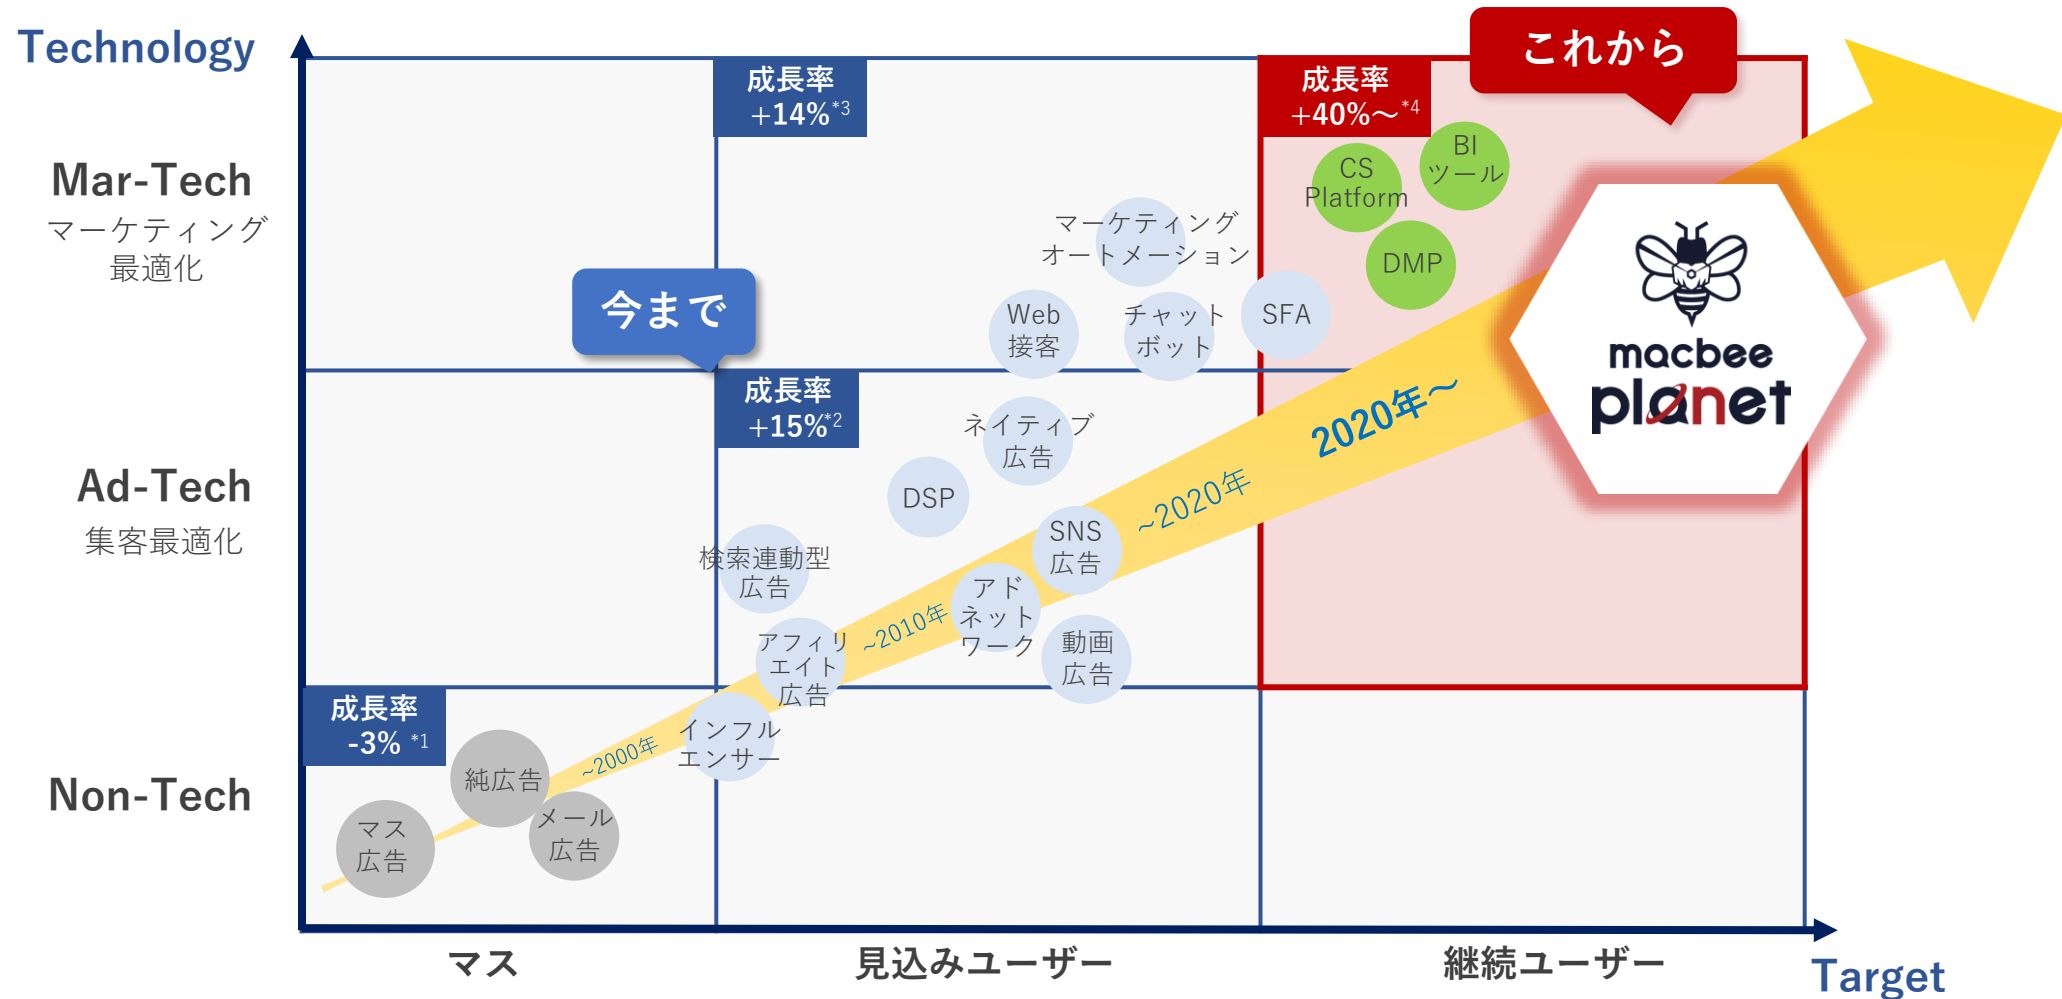 Technology
これから
成長率
+14%*3
成長率
+40%～*4
Mar-Tech
マーケティング
最適化
BI
ツール
CS
Platform
DMP
マーケティング
オートメーション
今まで
Web
接客
チャット
ボット
SFA
macbee
planet
成長率
+15%*2
2020年～
Ad-Tech
集客最適化
ネイティブ
広告
DSP
~2020年
SNS
広告
検索連動型
広告
アド
ネット
ワーク
~2010年
アフィリ
エイト
広告
動画
広告
成長率
-3% *1
Non-Tech
インフル
エンサー
~2000年
純広告
メール
広告
マス
広告
マス
見込みユーザー
継続ユーザー
Target